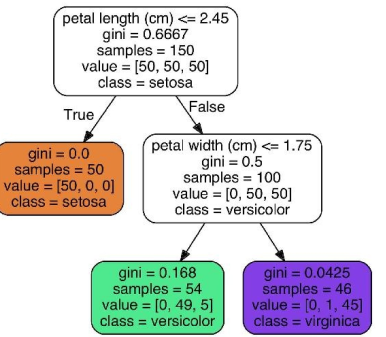 petal length (cm) <= 2.45
gini = 0.6667
samples = 150
value = [50, 50, 50]
class = setosa
True
False
gini = 0.0
samples = 50
value = [50, 0, 0]
class = setosa
petal width (cm) <= 1.75
gini = 0.5
samples = 100
value = [0, 50, 50]
class = versicolor
gini = 0.168
samples = 54
value = [0, 49, 5]
class = versicolor
gini = 0.0425
samples = 46
value = [0, 1, 45]
class = virginica